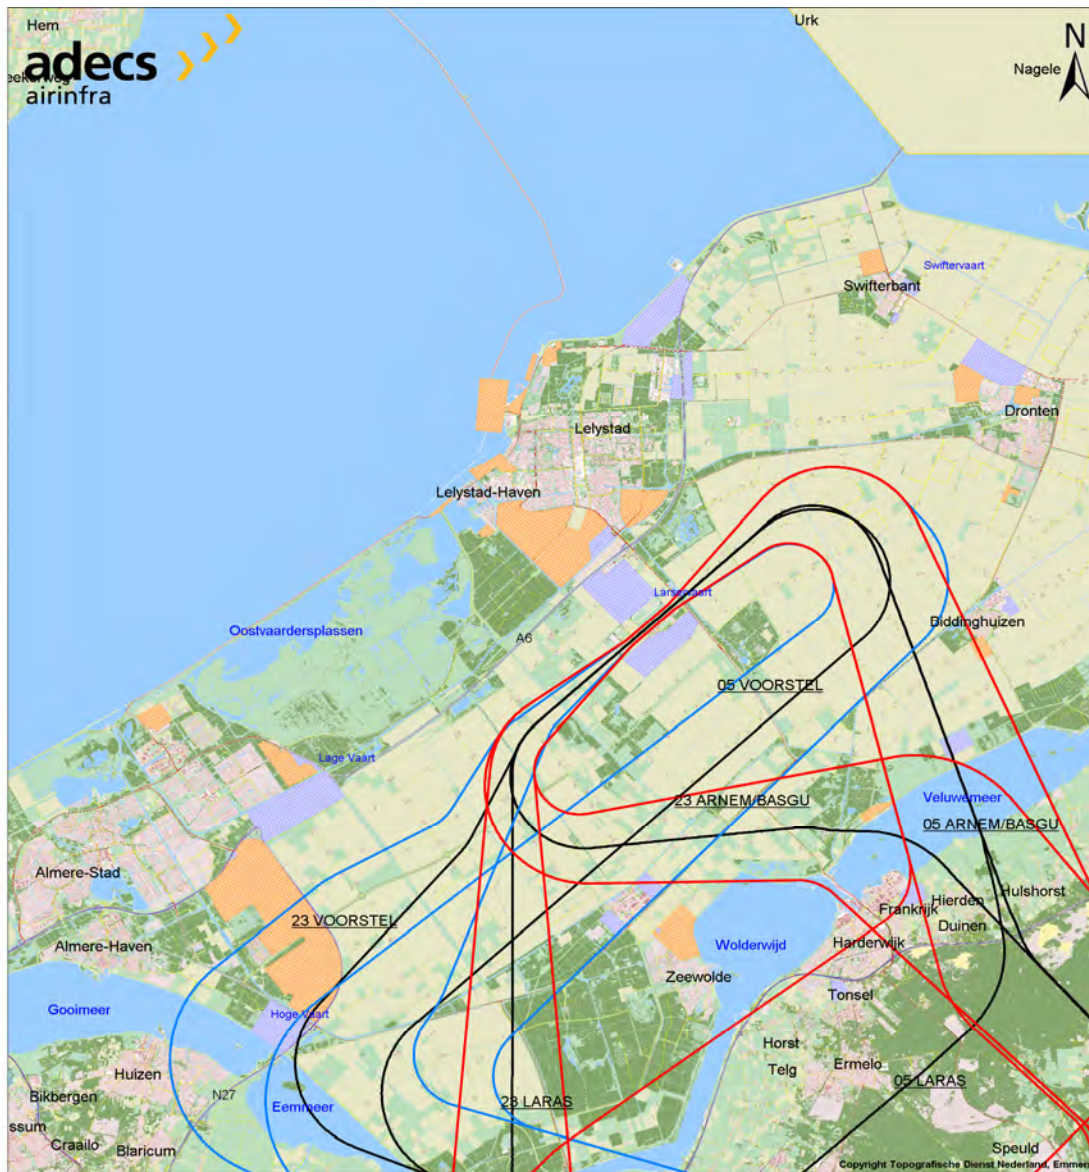 Hem
Urk
N
adecs
airinfra
Nagele
Swiftervaart
Swifterbant
Dronten
Lelystad
Lelystad-Haven
Larservaart
Biddinghuizen
Oostvaardersplassen
A6
05 VOORSTEL
Lage Vaart
23 ARNEM/BASGU
Veluwemeer
05 ARNEM/BASGU
Almere-Stad
Hulshorst
Hierden
Frankrijk
23 VOORSTEL
Duinen
Almere-Haven
Wolderwijd
Harderwijk
Zeewolde
Tonsel
Gooimeer
Hoge Vaart
Horst
Ermelo
Telg
Huizen
05 LARAS
Bikbergen
N27
23 LARAS
Eemmeer
ssum
Craailo
Blaricum
Speuld
Copyright Topografische Dienst Nederland, Emmen